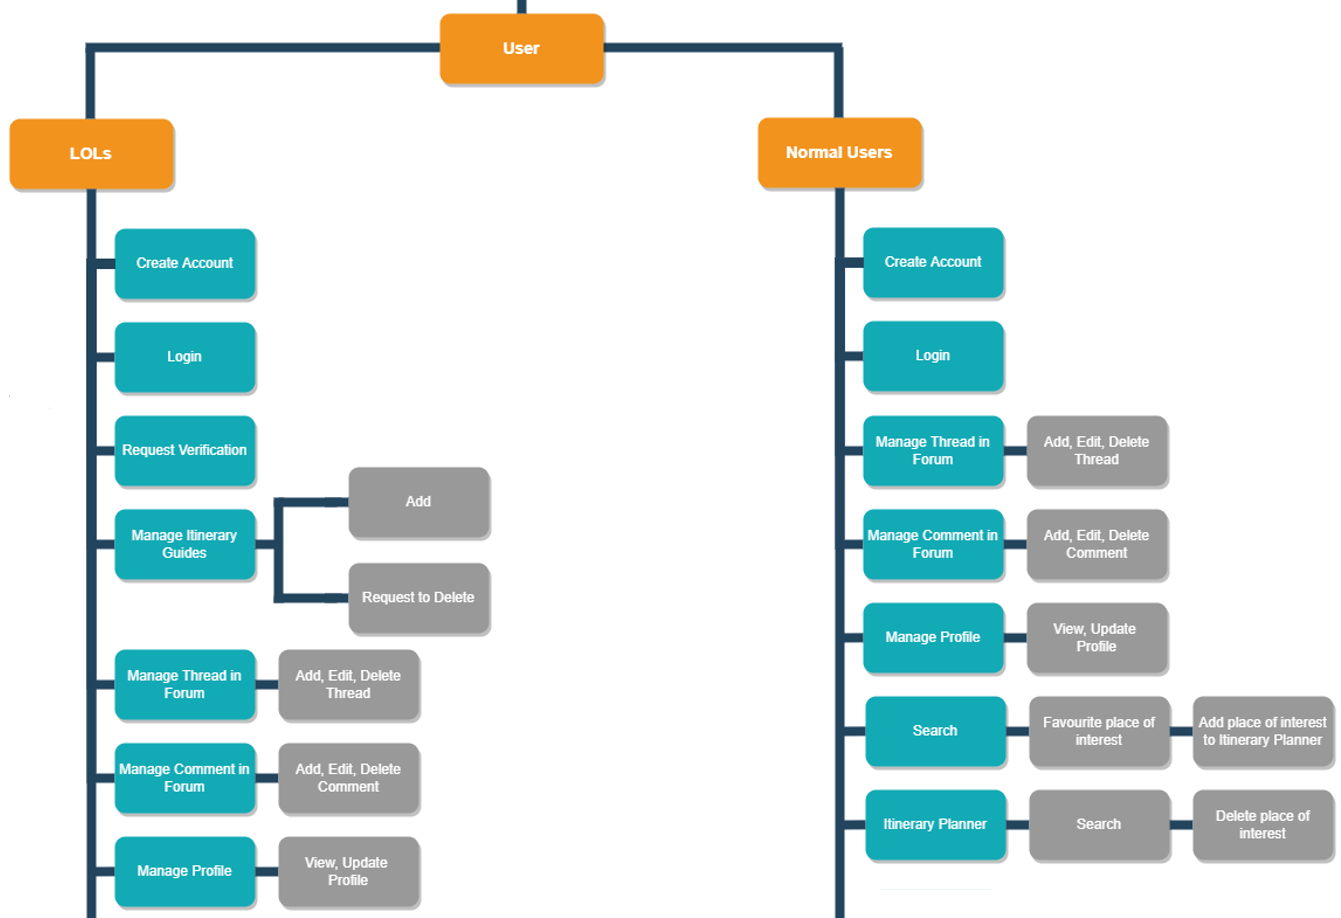 User
LOLs
Normal Users
Create Account
Login
Request Verification
Manage Itinerary
Guides
Add
Request to Delete
Manage Thread in
Forum
Add, Edit, Delete
Thread
Manage Comment in
Forum
Add, Edit, Delete
Comment
Manage Profile
View, Update
Profile
Create Account
Login
Manage Thread in
Forum
Add, Edit, Delete
Thread
Manage Comment in
Forum
Add, Edit, Delete
Comment
Manage Profile
View, Update
Profile
Search
Favourite place of
interest
Add place of interest
to Itinerary Planner
Itinerary Planner
Search
Delete place of
interest